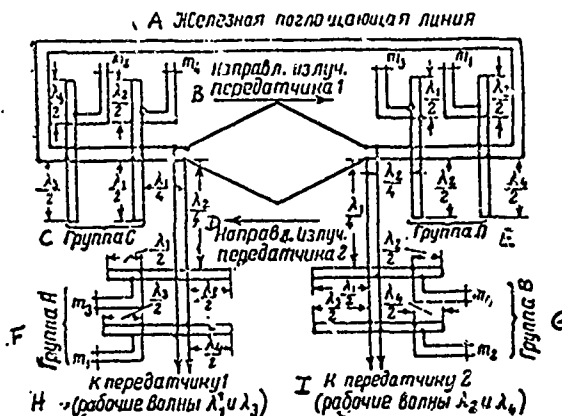 A Железная поглощающая линия
Направл. излуч.
B передатчика 1
m₄
m₃
m₁
λ₄/2
λ₂/2
λ₁/2
λ₃/2
λ₁/2
λ₁/4
λ₂/4
λ₂/2
λ₄/2
C Группа C
Группа D E
λ₂/4
λ₁/4
D
Направл. излуч.
передатчика 2
λ₁/2
λ₂/2
F Группа A
m₃
λ₃/2
λ₄/2
m₁
λ₂/2
λ₁/2
λ₄/2
m₂
Группа B
G
К передатчику 1
H (рабочие волны λ₁ и λ₃)
I К передатчику 2
(рабочие волны λ₂ и λ₄)